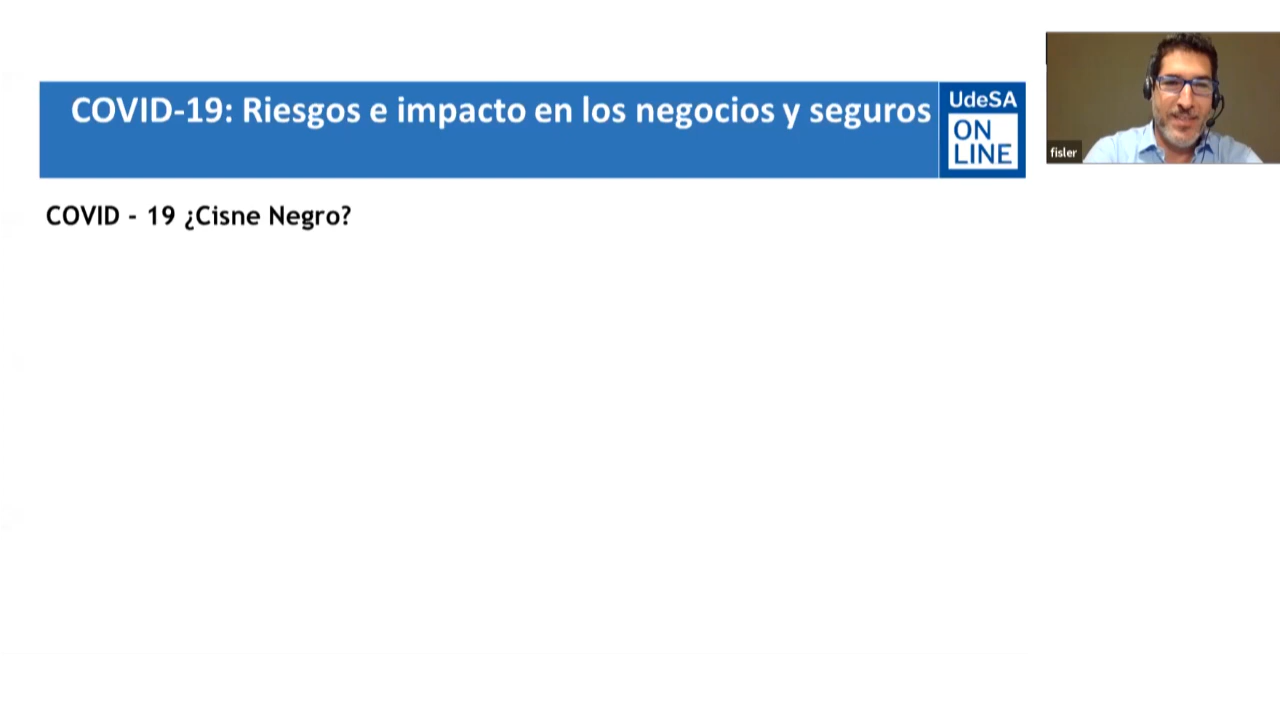 COVID-19: Riesgos e impacto en los negocios y seguros
UdeSA
ON
LINE
fisler
COVID - 19 ¿Cisne Negro?